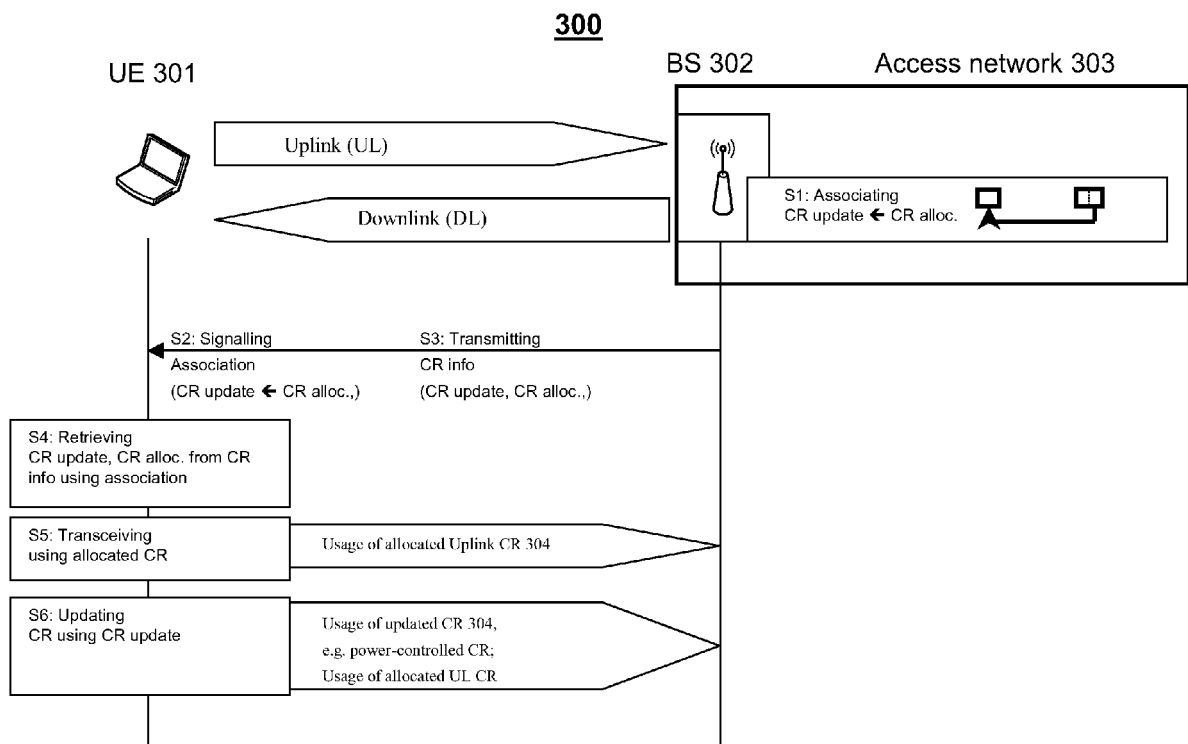 300
UE 301
BS 302
Access network 303
Uplink (UL)
Downlink (DL)
S1: Associating
CR update ← CR alloc.
S2: Signalling
Association
(CR update ← CR alloc.,)
S3: Transmitting
CR info
(CR update, CR alloc.,)
S4: Retrieving
CR update, CR alloc. from CR
info using association
S5: Transceiving
using allocated CR
Usage of allocated Uplink CR 304
S6: Updating
CR using CR update
Usage of updated CR 304,
e.g. power-controlled CR;
Usage of allocated UL CR